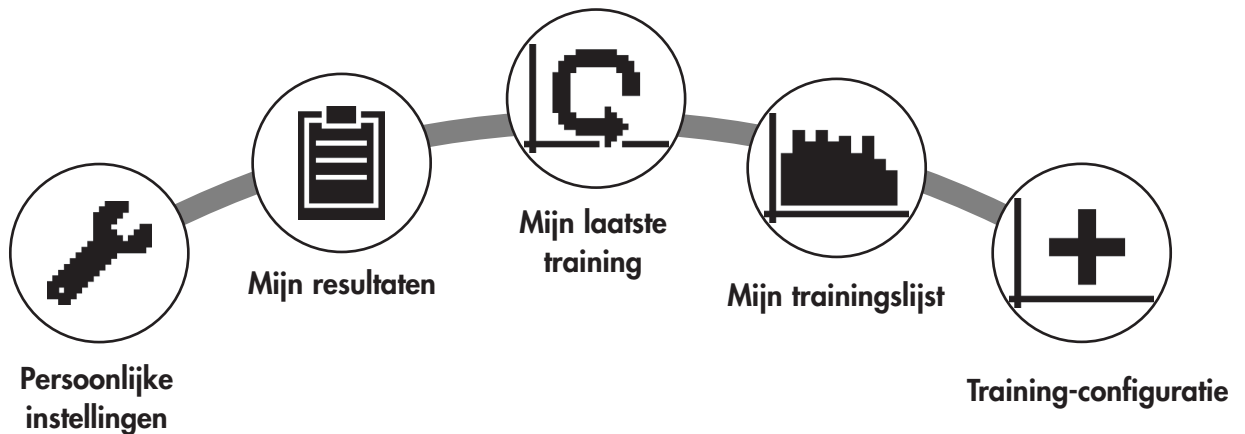 Persoonlijke
instellingen
Mijn resultaten
Mijn laatste
training
Mijn trainingslijst
Training-configuratie